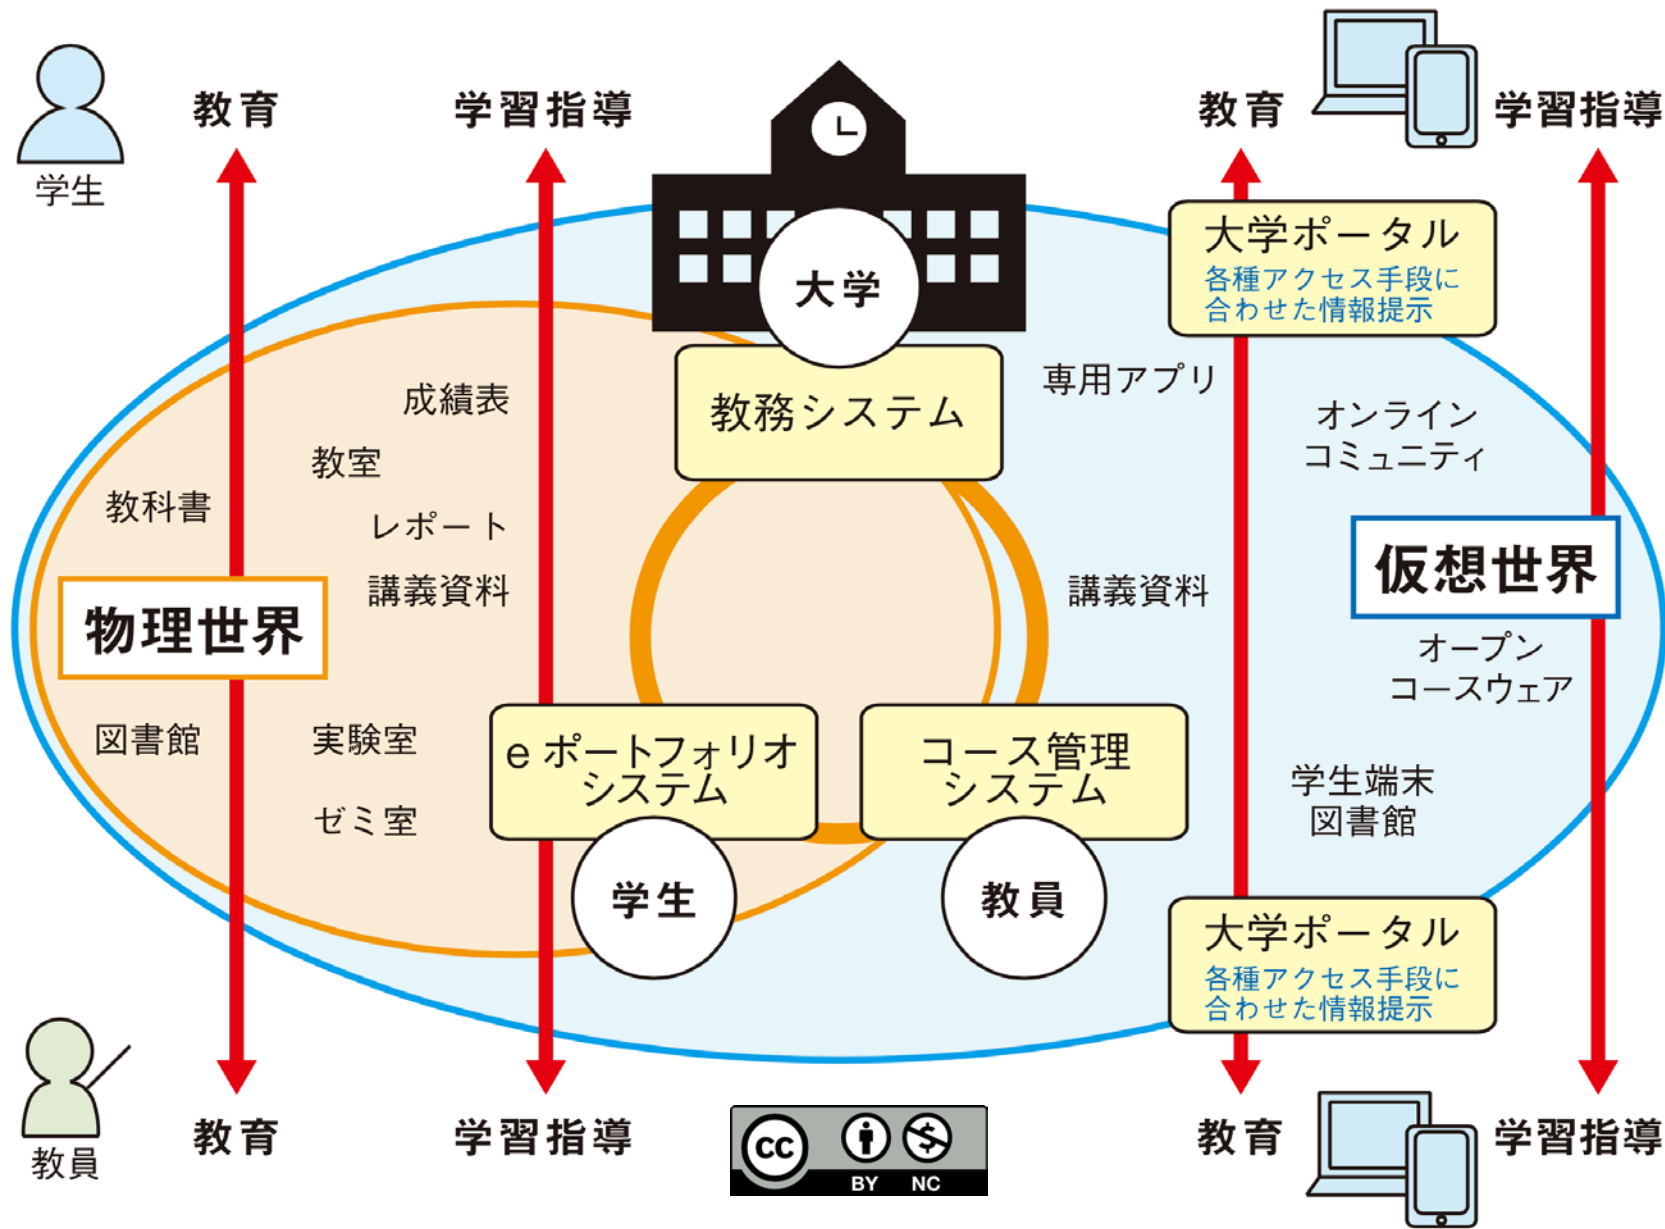 教育
学習指導
教育
学習指導
学生
大学
大学ポータル
各種アクセス手段に
合わせた情報提示
教務システム
専用アプリ
成績表
オンライン
コミュニティ
教室
教科書
レポート
講義資料
講義資料
仮想世界
物理世界
オープン
コースウェア
図書館
実験室
eポートフォリオ
システム
コース管理
システム
学生端末
図書館
ゼミ室
学生
教員
大学ポータル
各種アクセス手段に
合わせた情報提示
教員
教育
学習指導
教育
学習指導
cc
BY NC